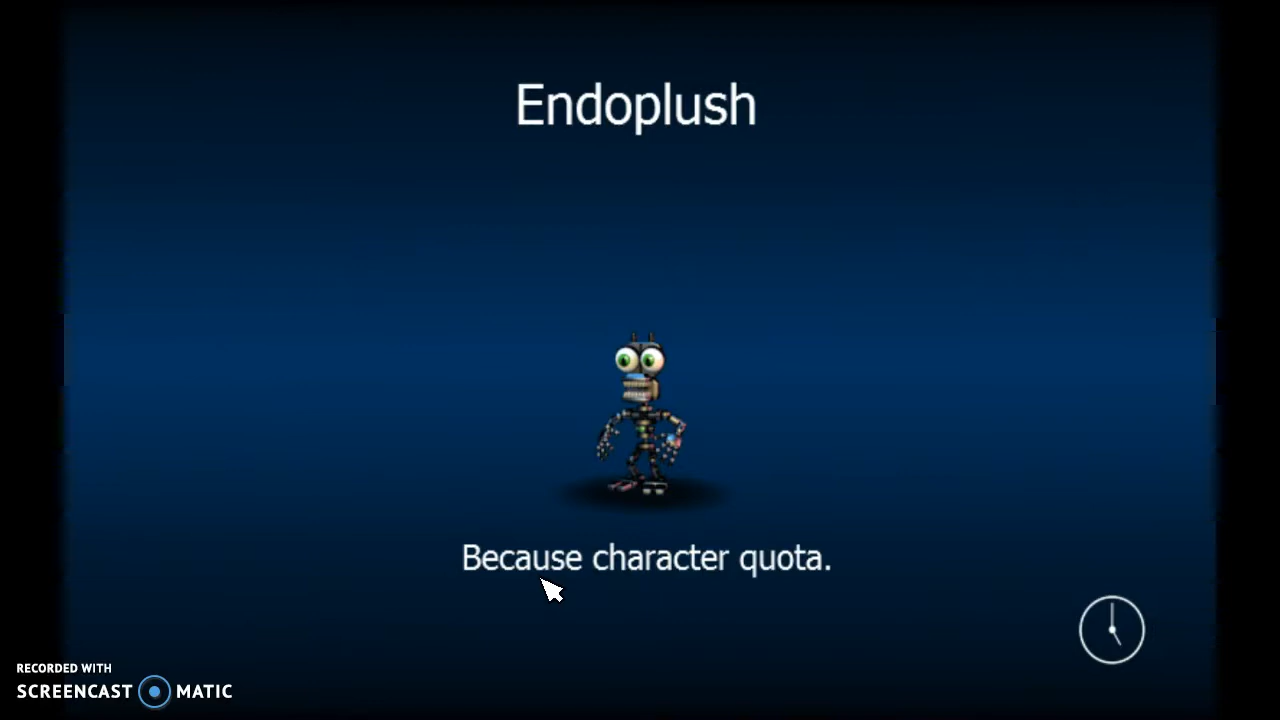 Endoplush
Because character quota.
RECORDED WITH
SCREENCAST MATIC